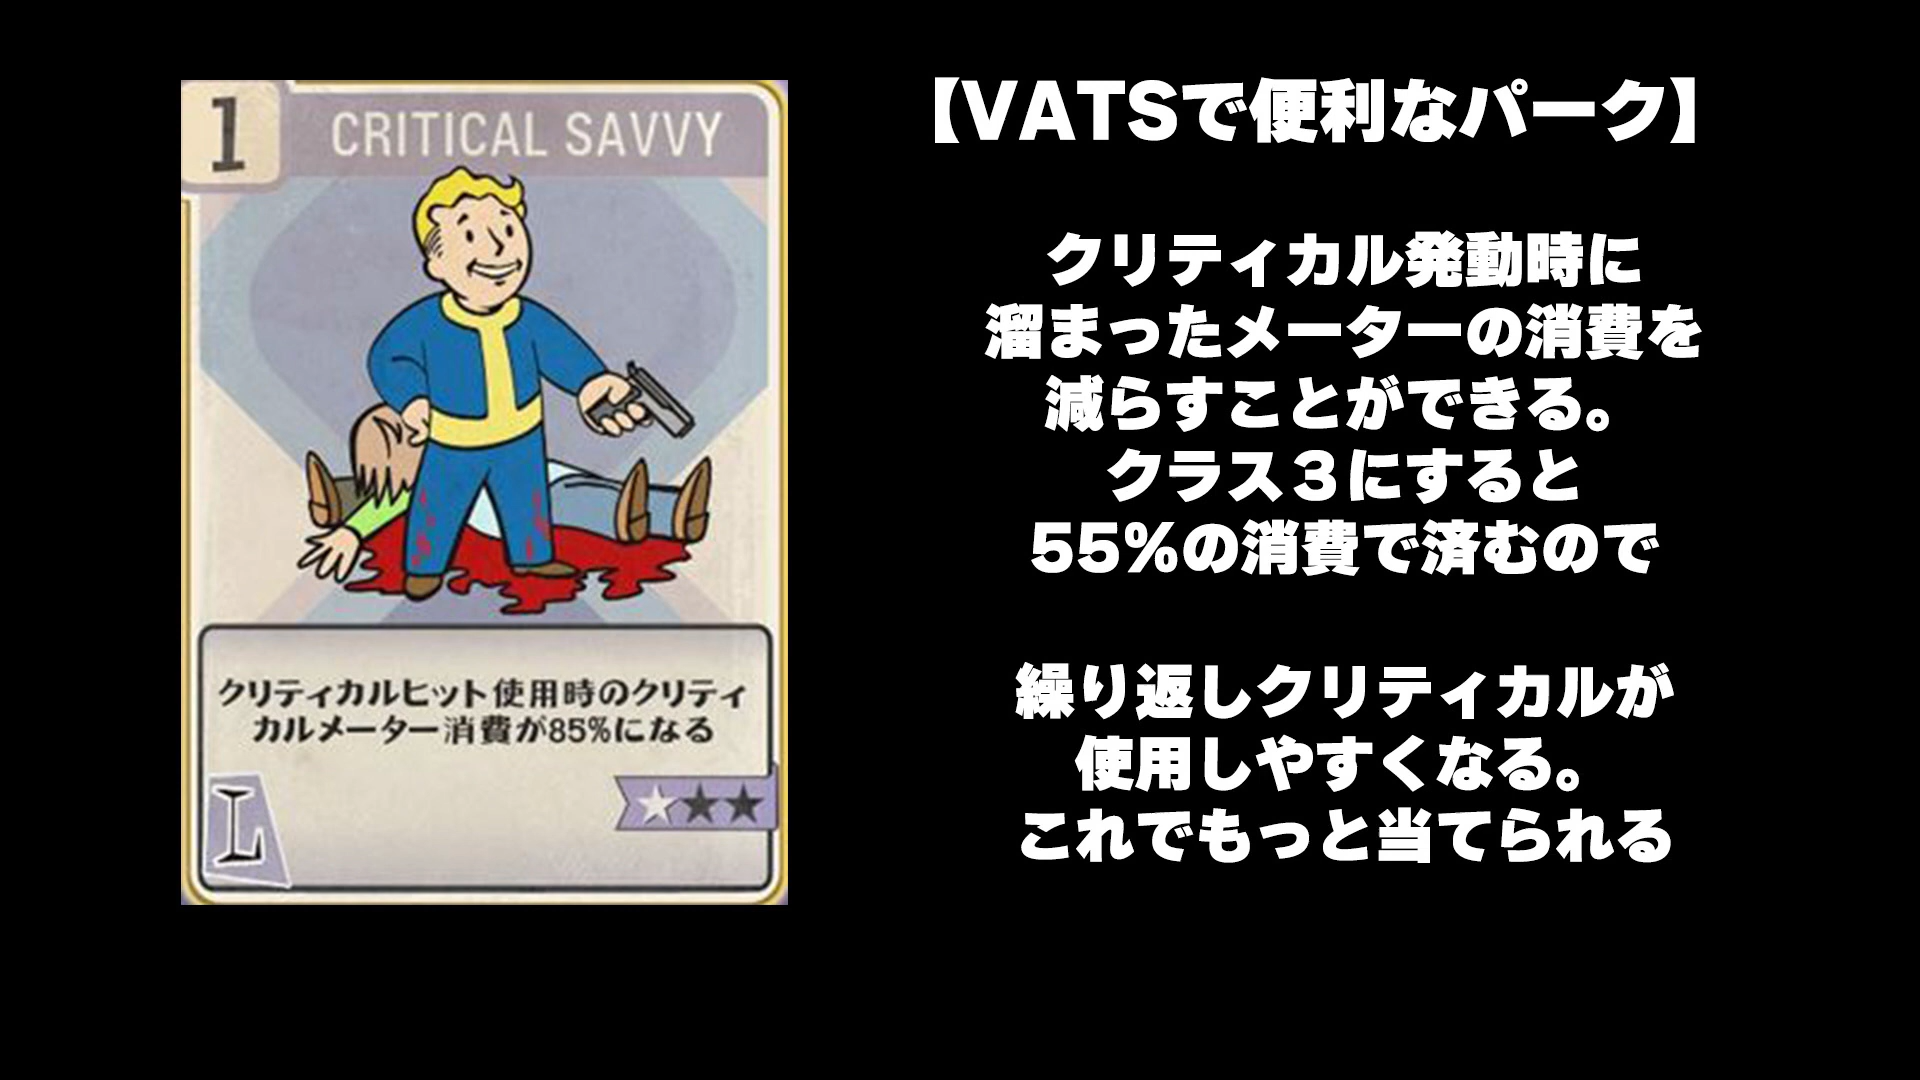 1
CRITICAL SAVVY
クリティカルヒット使用時のクリティ
カルメーター消費が85%になる
L
【VATSで便利なパーク】
クリティカル発動時に
溜まったメーターの消費を
減らすことができる。
クラス３にすると
55%の消費で済むので
繰り返しクリティカルが
使用しやすくなる。
これでもっと当てられる